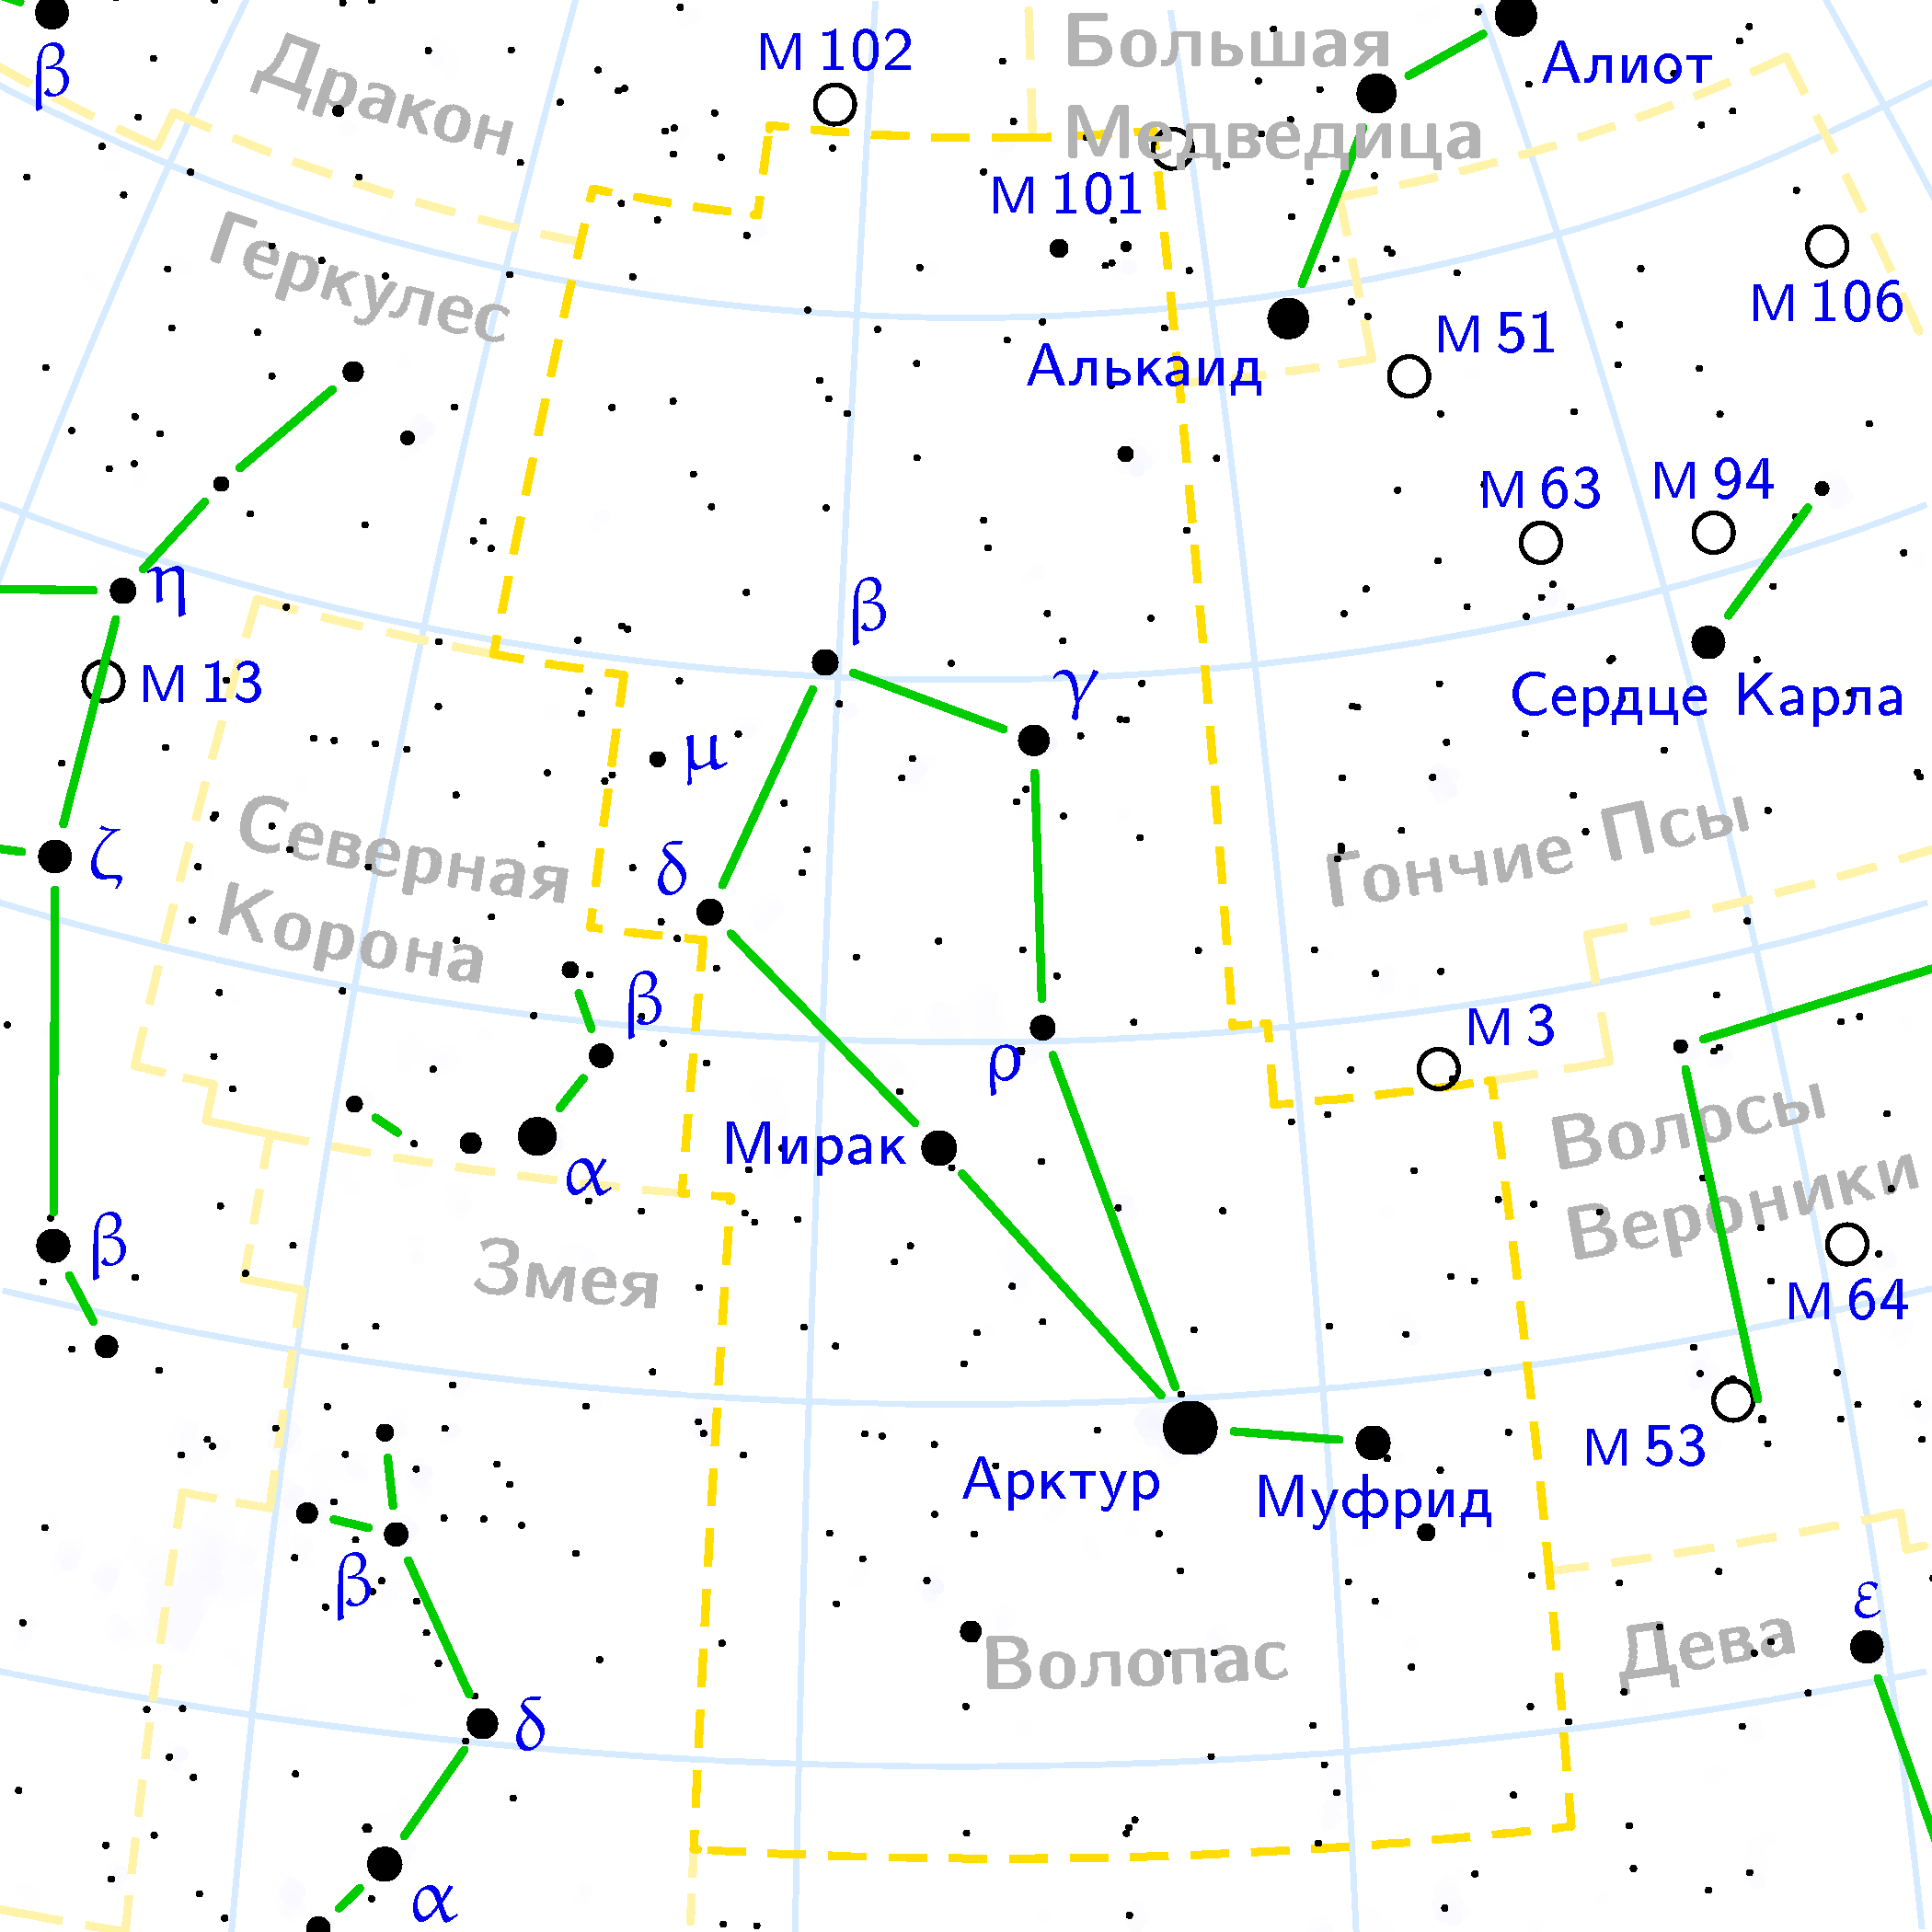 Дракон
M 102
Большая
Медведица
Алиот
β
M 101
Геркулес
M 106
M 51
Алькаид
M 63
M 94
η
β
M 13
γ
Сердце Карла
μ
Северная
Корона
ζ
δ
Гончие Псы
β
ρ
M 3
Волосы
Вероники
Мирак
α
β
Змея
M 64
M 53
Арктур
Муфрид
β
ε
Волопас
Дева
δ
α